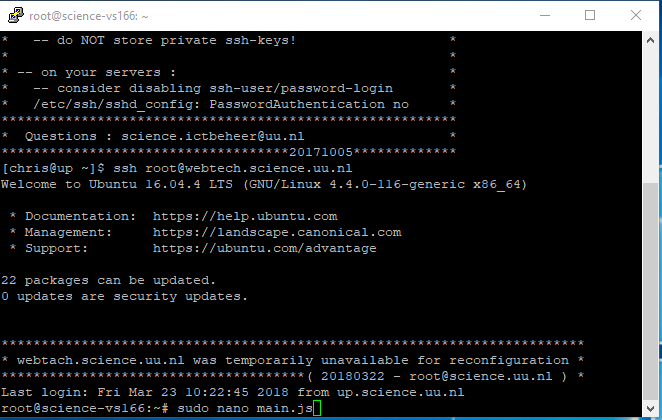 root@science-vs166: ~
*   -- do NOT store private ssh-keys!                   *
*                                                       *
* -- on your servers :                                  *
*   -- consider disabling ssh-user/password-login       *
*   /etc/ssh/sshd_config: PasswordAuthentication no     *
*********************************************************
*  Questions : science.ictbeheer@uu.nl                  *
************************************20171005*************
[chris@up ~]$ ssh root@webtech.science.uu.nl
Welcome to Ubuntu 16.04.4 LTS (GNU/Linux 4.4.0-116-generic x86_64)
 * Documentation:  https://help.ubuntu.com
 * Management:     https://landscape.canonical.com
 * Support:        https://ubuntu.com/advantage
22 packages can be updated.
0 updates are security updates.
*************************************************************************
* webtach.science.uu.nl was temporarily unavailable for reconfiguration *
**************************************( 20180322 - root@science.uu.nl ) *
Last login: Fri Mar 23 10:22:45 2018 from up.science.uu.nl
root@science-vs166:~# sudo nano main.js